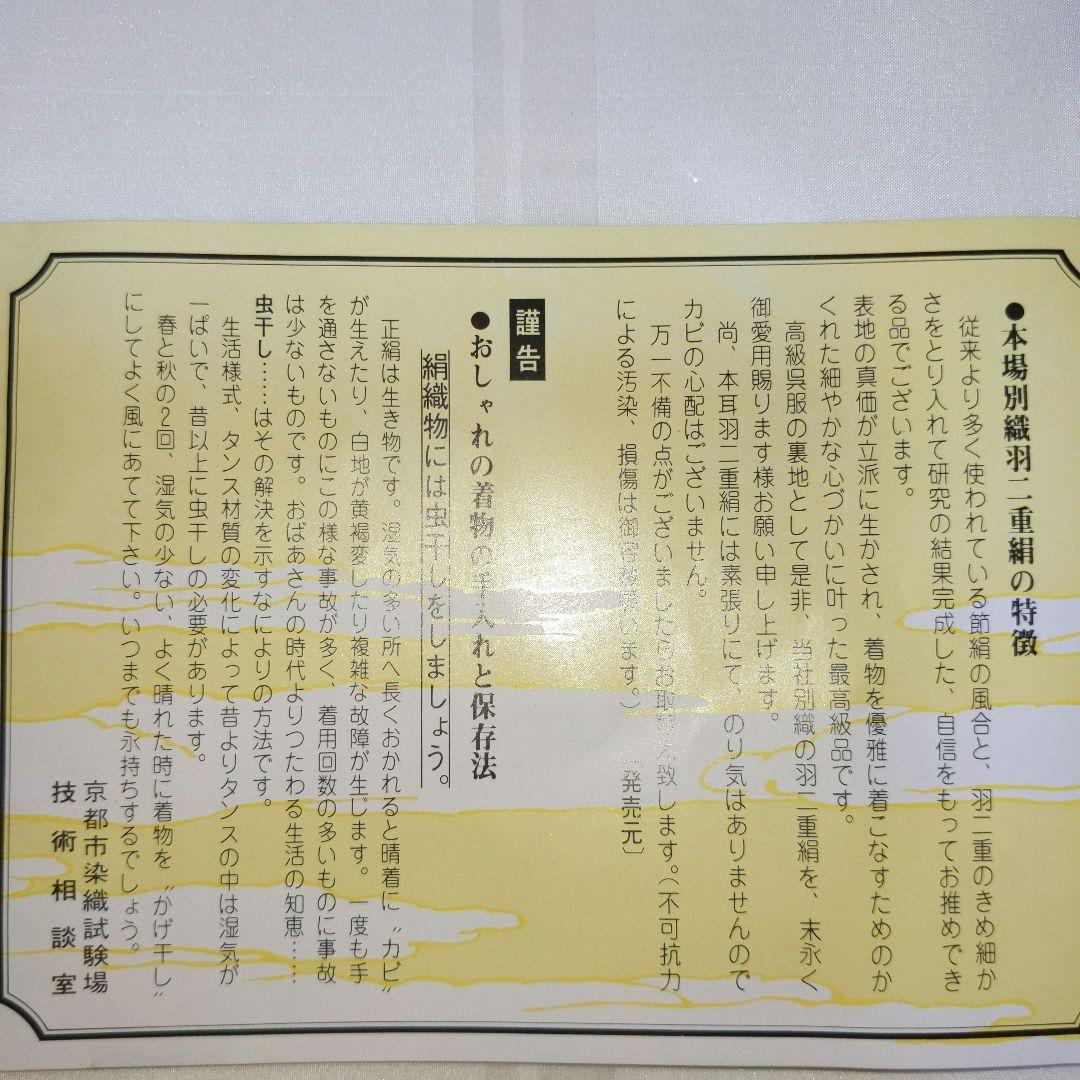 ●本場別織羽二重絹の特徴
従来より多く使われている節絹の風合と、羽二重のきめ細か
さをとり入れて研究の結果完成した、自信をもってお推めでき
る品でございます。
表地の真価が立派に生かされ、着物を優雅に着こなすためのか
くれた細やかな心づかいに叶った最高級品です。
高級呉服の裏地として是非、当社別織の羽二重絹を、末永く
御愛用賜ります様お願い申し上げます。
尚、本耳羽二重絹には素張りにて、のり気はありませんので
カビの心配はございません。
万一不備の点がございましたらお取替え致します。(不可抗力
による汚染、損傷は御容赦願います。) 〔発売元〕
謹告
●おしゃれの着物の手入れと保存法
絹織物には虫干しをしましょう。
正絹は生き物です。湿気の多い所へ長くおかれると晴着に〝カビ〟
が生えたり、白地が黄褐変したり複雑な故障が生じます。一度も手
を通さないものにこの様な事故が多く、着用回数の多いものに事故
は少ないものです。おばあさんの時代よりつたわる生活の知恵……
虫干し……はその解決を示すなによりの方法です。
生活様式、タンス材質の変化によって昔よりタンスの中は湿気が
一ぱいで、昔以上に虫干しの必要があります。
春と秋の2回、湿気の少ない、よく晴れた時に着物を〝かげ干し〟
にしてよく風にあてて下さい。いつまでも永持ちするでしょう。
京都市染織試験場
技術相談室